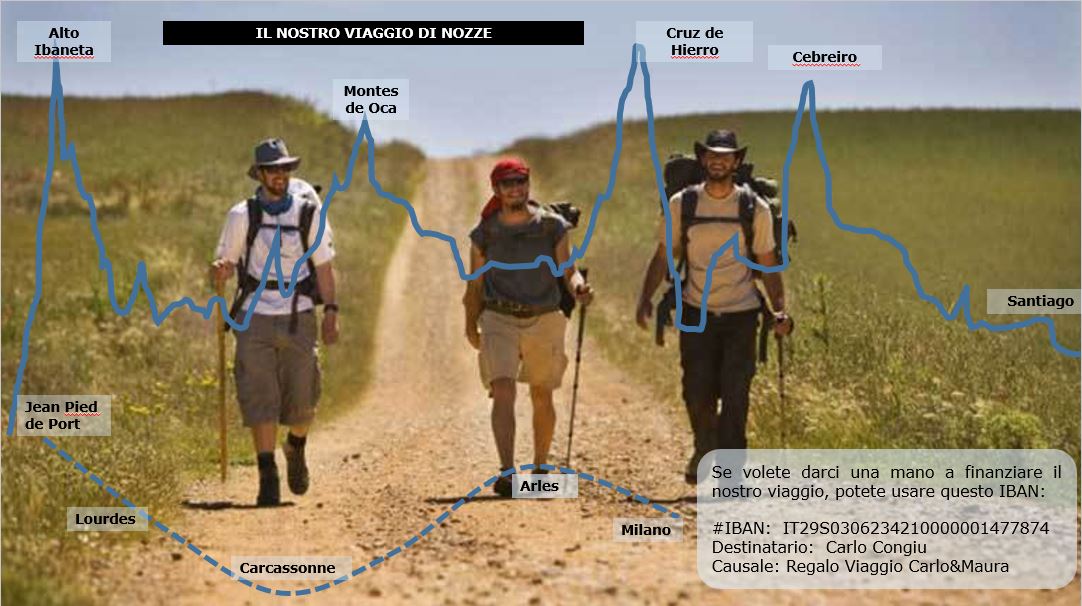 Alto
Ibaneta
IL NOSTRO VIAGGIO DI NOZZE
Cruz de
Hierro
Cebreiro
Montes
de Oca
Santiago
Jean Pied
de Port
Lourdes
Carcassonne
Arles
Milano
Se volete darci una mano a finanziare il
nostro viaggio, potete usare questo IBAN:
#IBAN: IT29S0306234210000001477874
Destinatario: Carlo Congiu
Causale: Regalo Viaggio Carlo&Maura